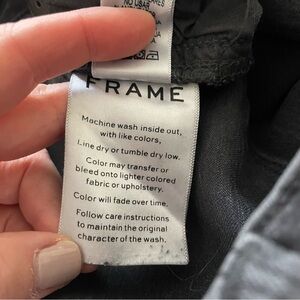 NO USAR
FRAME
Machine wash inside out,
with like colors,
Line dry or tumble dry low.
Color may transfer or
bleed onto lighter colored
fabric or upholstery.
Color will fade over time.
Follow care instructions
to maintain the original
character of the wash.